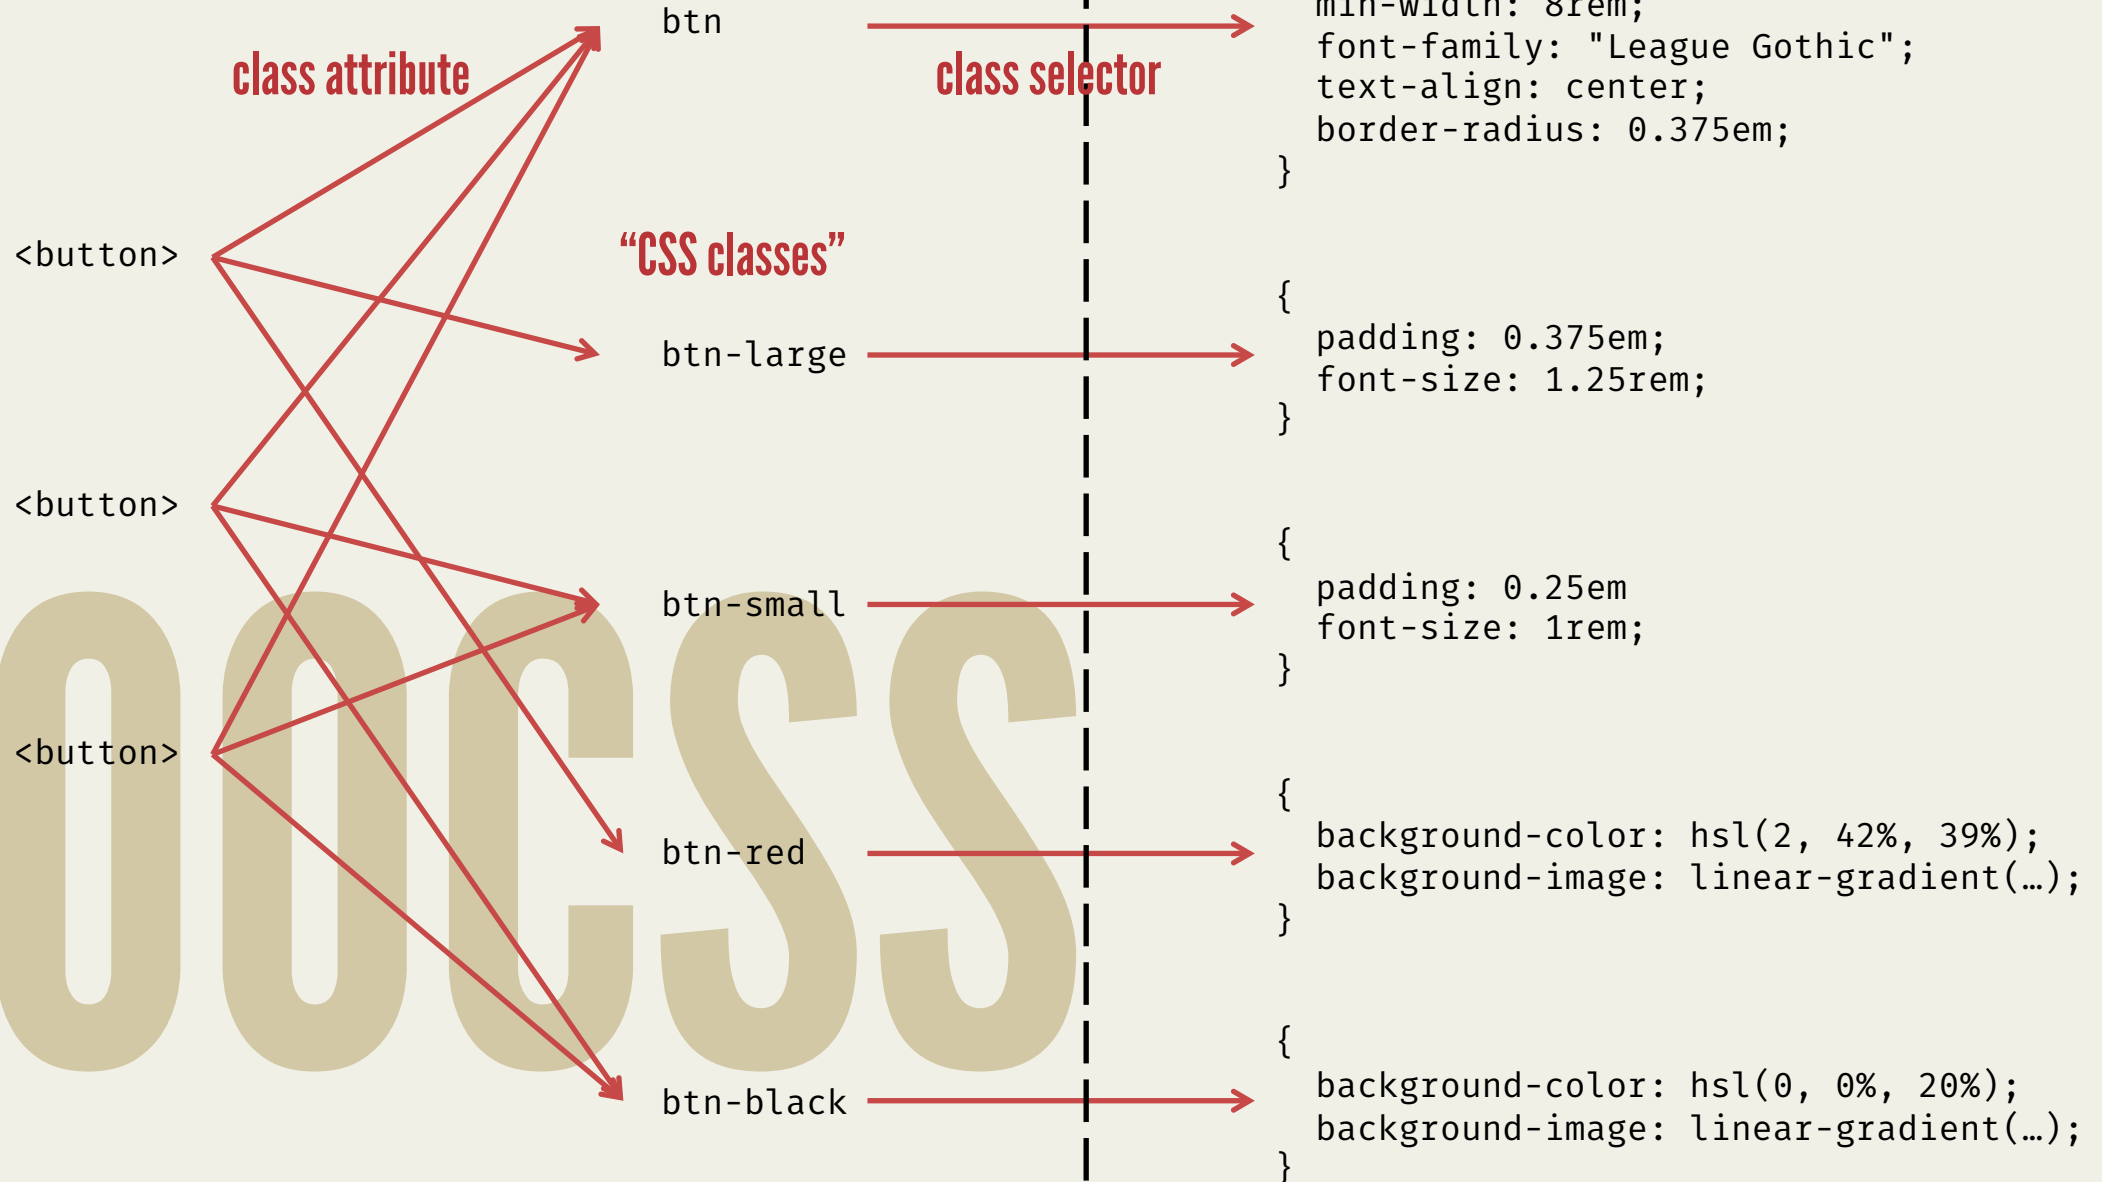 btn
min-width: 8rem;
font-family: "League Gothic";
text-align: center;
border-radius: 0.375em;
}
class attribute
class selector
<button>
“CSS classes”
btn-large
{
padding: 0.375em;
font-size: 1.25rem;
}
<button>
btn-small
{
padding: 0.25em
font-size: 1rem;
}
<button>
btn-red
{
background-color: hsl(2, 42%, 39%);
background-image: linear-gradient(…);
}
btn-black
{
background-color: hsl(0, 0%, 20%);
background-image: linear-gradient(…);
}
OOCSS